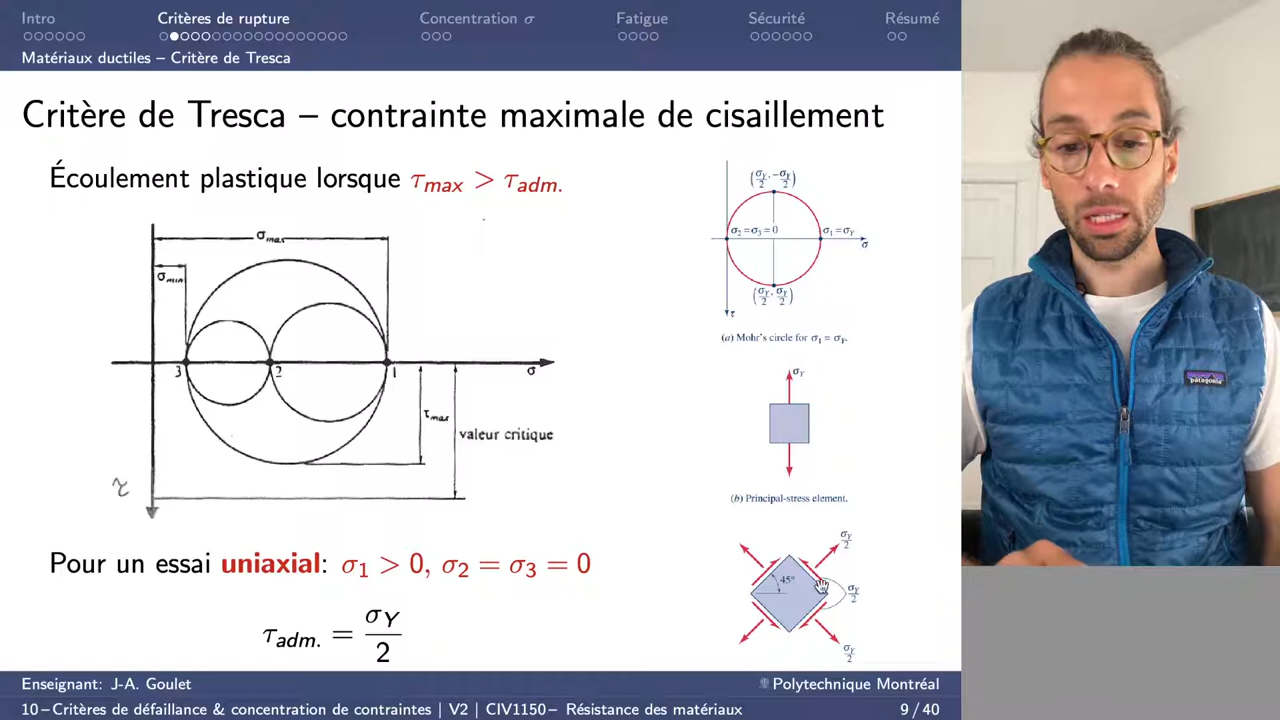 Intro
Critères de rupture
Concentration σ
Fatigue
Sécurité
Résumé
Matériaux ductiles – Critère de Tresca
Critère de Tresca – contrainte maximale de cisaillement
Écoulement plastique lorsque τmax > τadm.
σmax
σmin
3
2
1
σ
τmax
valeur critique
τ
Pour un essai uniaxial: σ1 > 0, σ2 = σ3 = 0
τadm. = σY/2
(σY/2, -σY/2)
σ2 = σ3 = 0
σ1 = σY
σ
(σY/2, σY/2)
τ
(a) Mohr's circle for σ1 = σY.
σY
(b) Principal-stress element.
σY/2
45°
σY/2
σY/2
patagonia
Enseignant: J-A. Goulet
Polytechnique Montréal
10 – Critères de défaillance & concentration de contraintes | V2 | CIV1150 – Résistance des matériaux
9 / 40